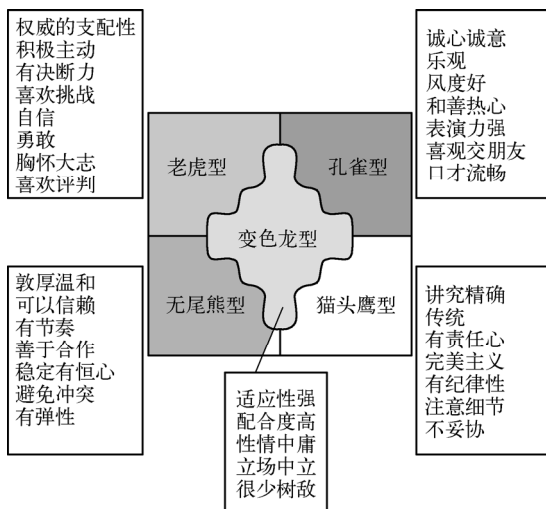 权威的支配性
积极主动
有决断力
喜欢挑战
自信
勇敢
胸怀大志
喜欢评判
诚心诚意
乐观
风度好
和善热心
表演力强
喜观交朋友
口才流畅
老虎型
孔雀型
变色龙型
无尾熊型
猫头鹰型
敦厚温和
可以信赖
有节奏
善于合作
稳定有恒心
避免冲突
有弹性
讲究精确
传统
有责任心
完美主义
有纪律性
注意细节
不妥协
适应性强
配合度高
性情中庸
立场中立
很少树敌